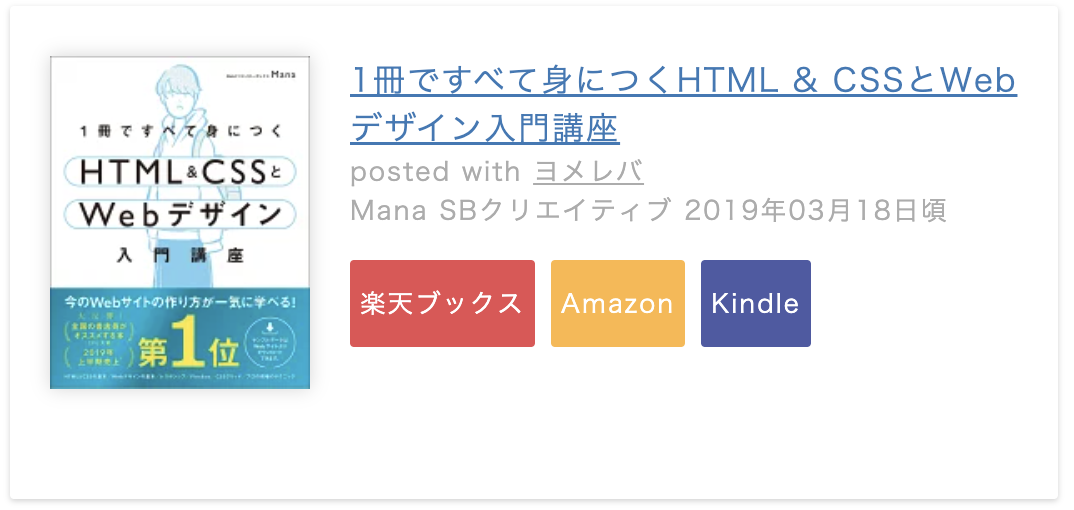 Mana
1冊ですべて身につく
HTML&CSSと
Webデザイン
入門講座
今のWebサイトの作り方が一気に学べる!
全国の書店員が
オススメする本
2019年
上半期売上
第1位
1冊ですべて身につくHTML & CSSとWeb
デザイン入門講座
posted with ヨメレバ
Mana SBクリエイティブ 2019年03月18日頃
楽天ブックス
Amazon
Kindle